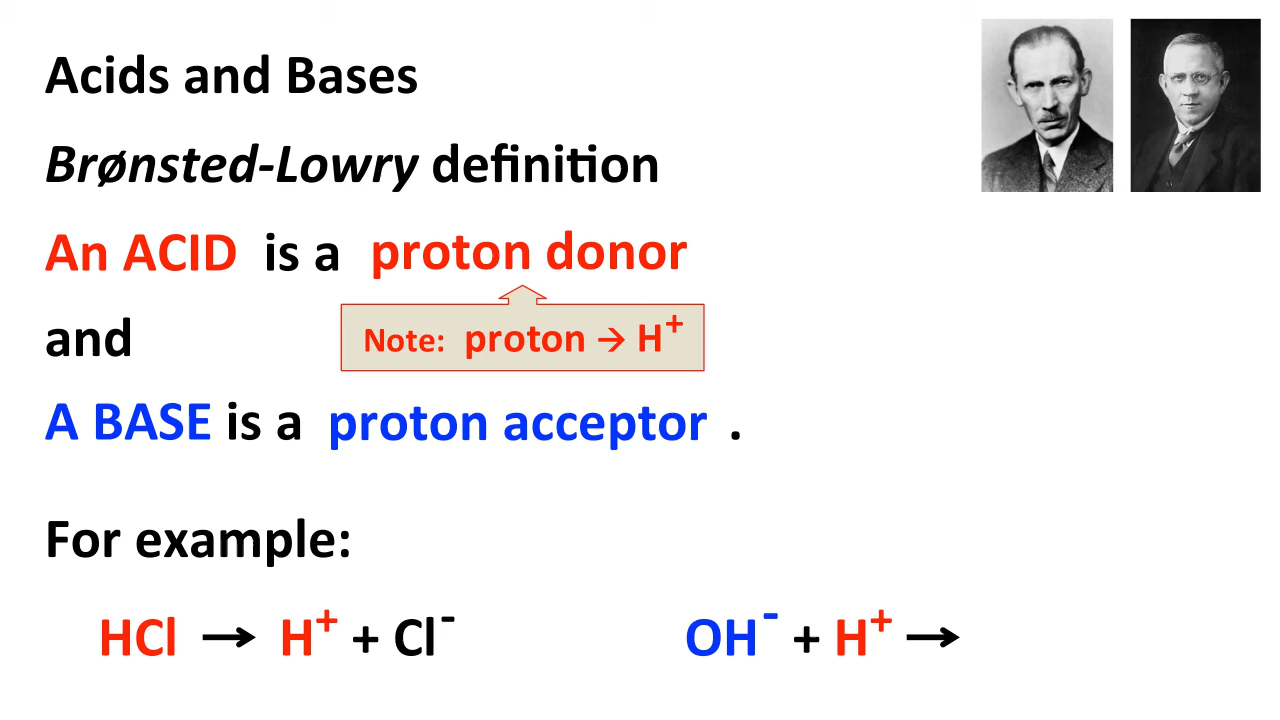 Acids and Bases
Brønsted-Lowry definition
An ACID is a proton donor
Note: proton → H⁺
and
A BASE is a proton acceptor .
For example:
HCl → H⁺ + Cl⁻
OH⁻ + H⁺ →